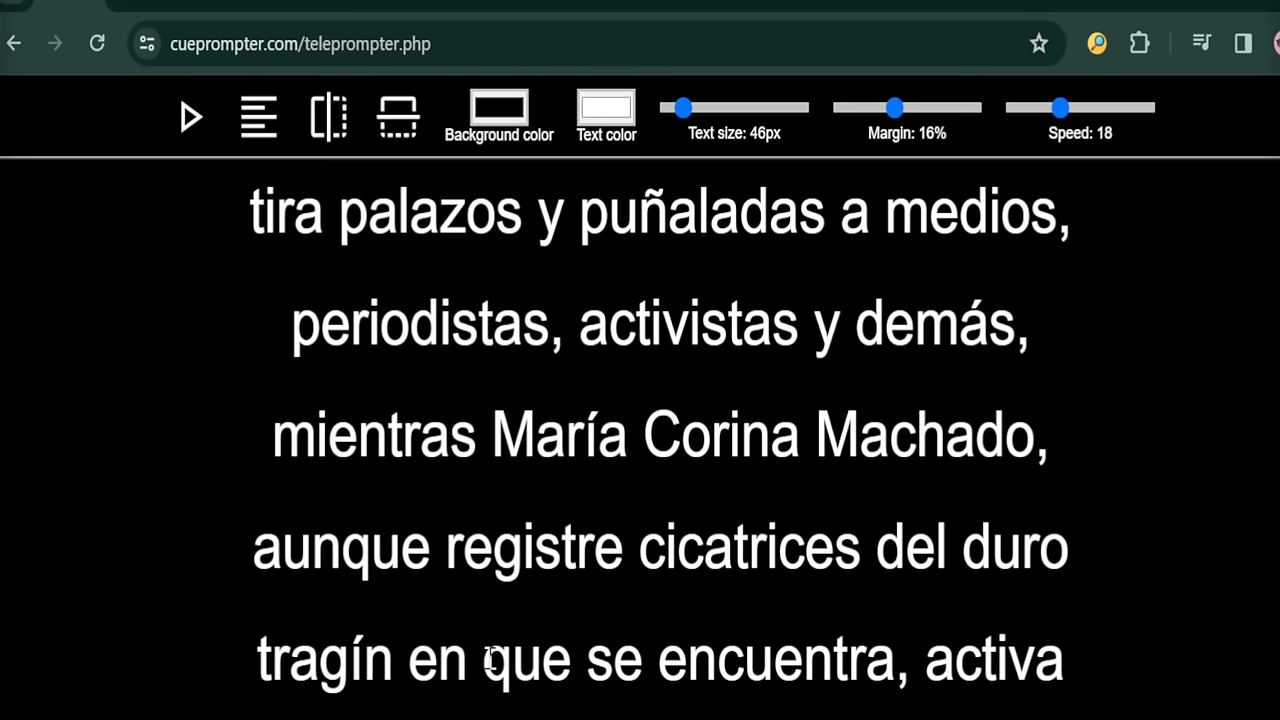 cueprompter.com/teleprompter.php
Background color
Text color
Text size: 46px
Margin: 16%
Speed: 18
tira palazos y puñaladas a medios,
periodistas, activistas y demás,
mientras María Corina Machado,
aunque registre cicatrices del duro
tragín en que se encuentra, activa